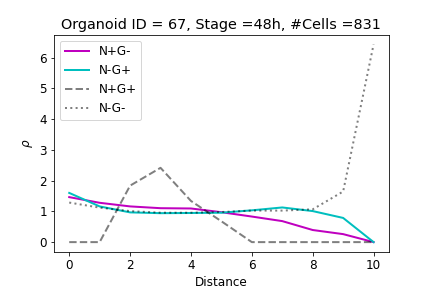 Organoid ID = 67, Stage =48h, #Cells =831
N+G-
N-G+
N+G+
N-G-
ρ
6
5
4
3
2
1
0
0 2 4 6 8 10
Distance